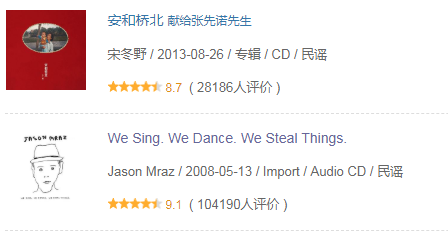 安和桥北 献给张先诺先生
宋冬野 / 2013-08-26 / 专辑 / CD / 民谣
8.7 ( 28186人评价 )
JASON MRAZ
We Sing. We Dance. We Steal Things.
Jason Mraz / 2008-05-13 / Import / Audio CD / 民谣
9.1 ( 104190人评价 )